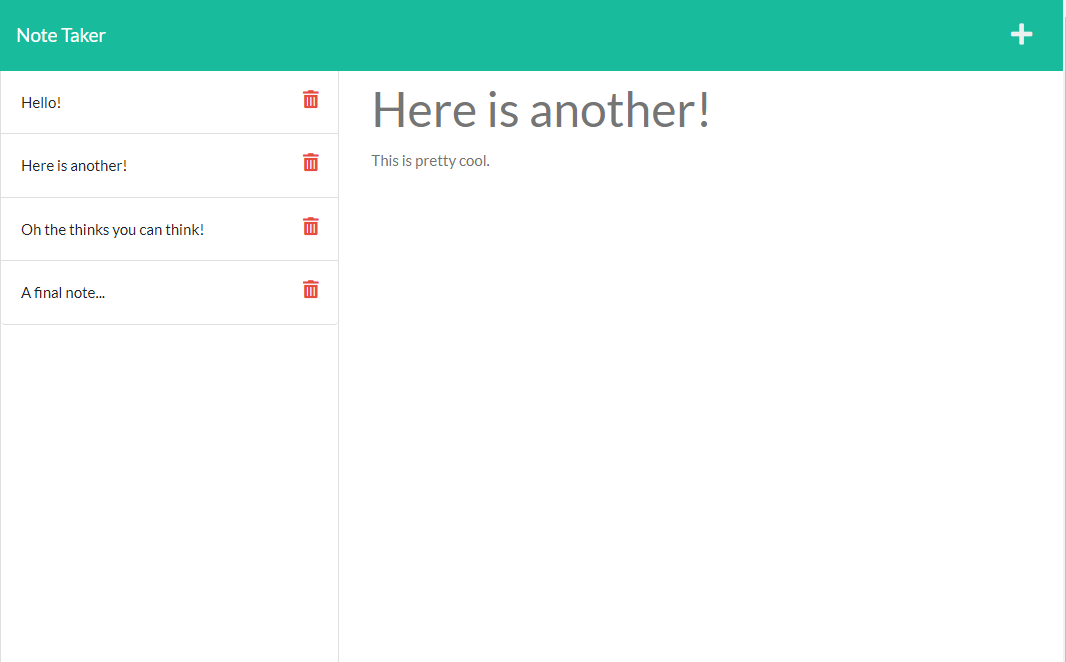 Note Taker
Hello!
Here is another!
Oh the thinks you can think!
A final note...
Here is another!
This is pretty cool.